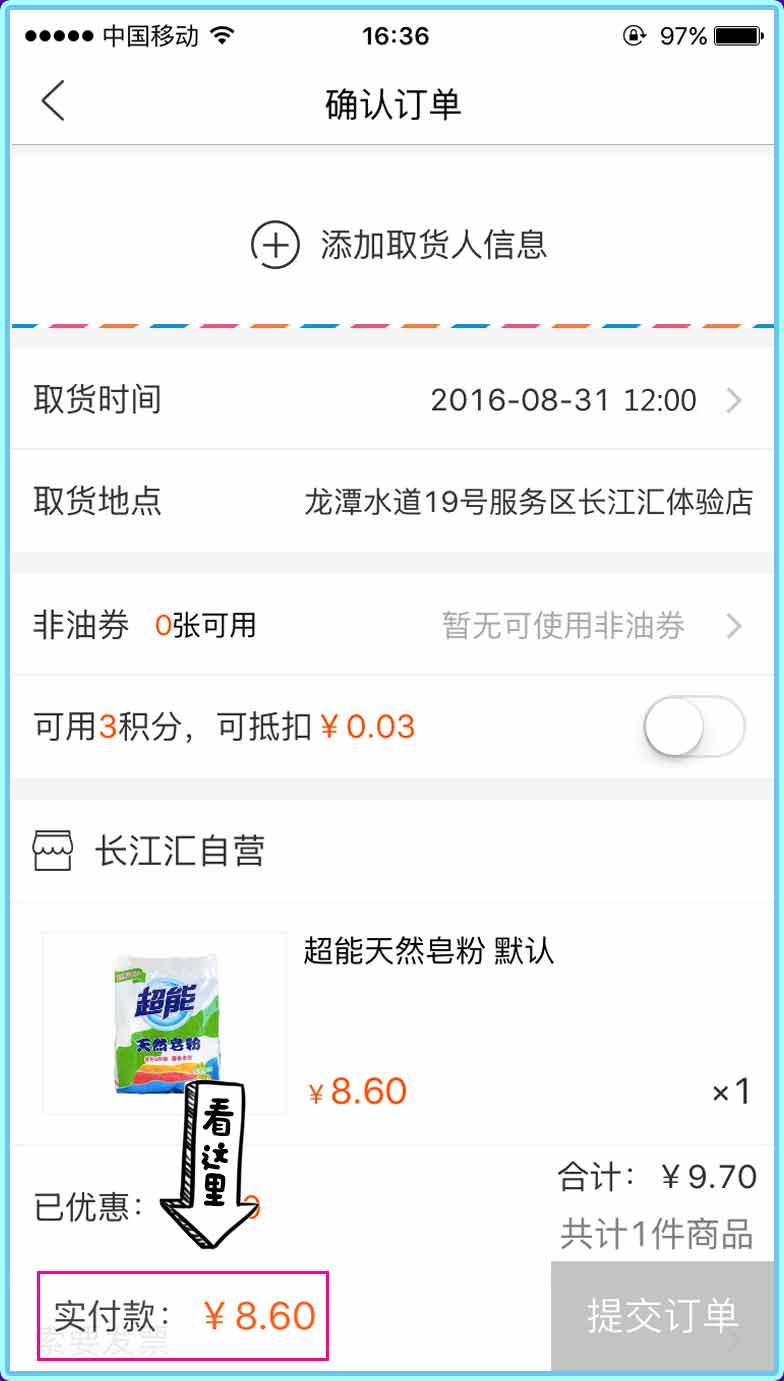 中国移动 16:36 97%
确认订单
添加取货人信息
取货时间 2016-08-31 12:00
取货地点 龙潭水道19号服务区长江汇体验店
非油券 0张可用 暂无可使用非油券
可用3积分，可抵扣 ¥ 0.03
长江汇自营
超能天然皂粉 默认
超能
天然皂粉
¥ 8.60 ×1
看这里
合计： ¥ 9.70
已优惠：
共计1件商品
实付款： ¥ 8.60 提交订单
索要发票